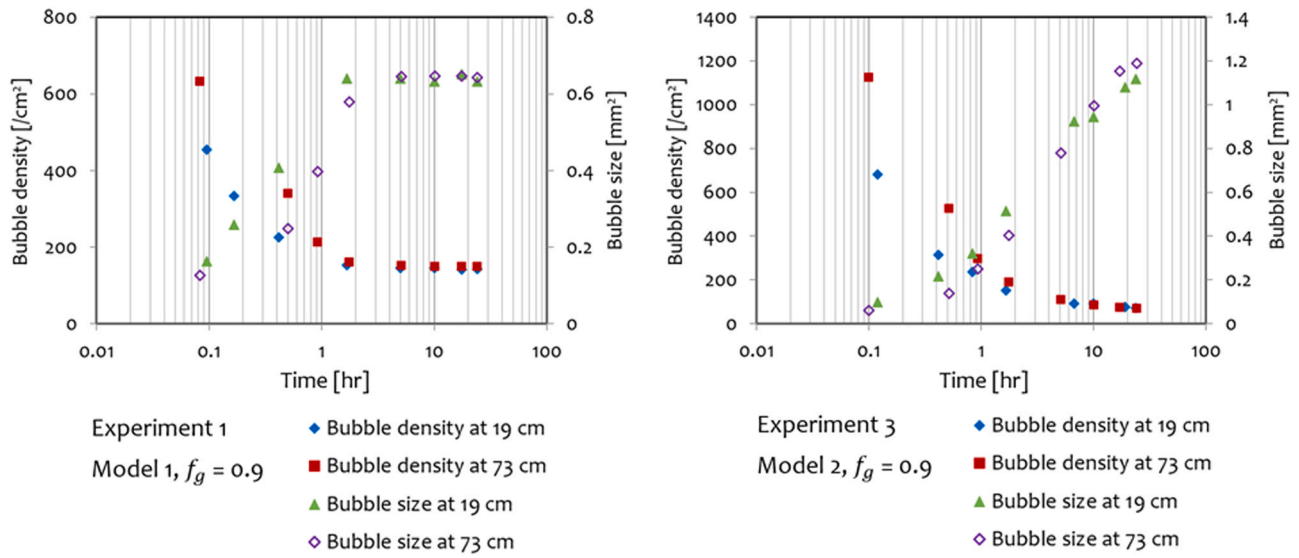 800
600
400
200
0
Bubble density [/cm²]
0.8
0.6
0.4
0.2
0
Bubble size [mm²]
0.01 0.1 1 10 100
Time [hr]
Experiment 1
Model 1, fg = 0.9
Bubble density at 19 cm
Bubble density at 73 cm
Bubble size at 19 cm
Bubble size at 73 cm
1400
1200
1000
800
600
400
200
0
Bubble density [/cm²]
1.4
1.2
1
0.8
0.6
0.4
0.2
0
Bubble size [mm²]
0.01 0.1 1 10 100
Time [hr]
Experiment 3
Model 2, fg = 0.9
Bubble density at 19 cm
Bubble density at 73 cm
Bubble size at 19 cm
Bubble size at 73 cm